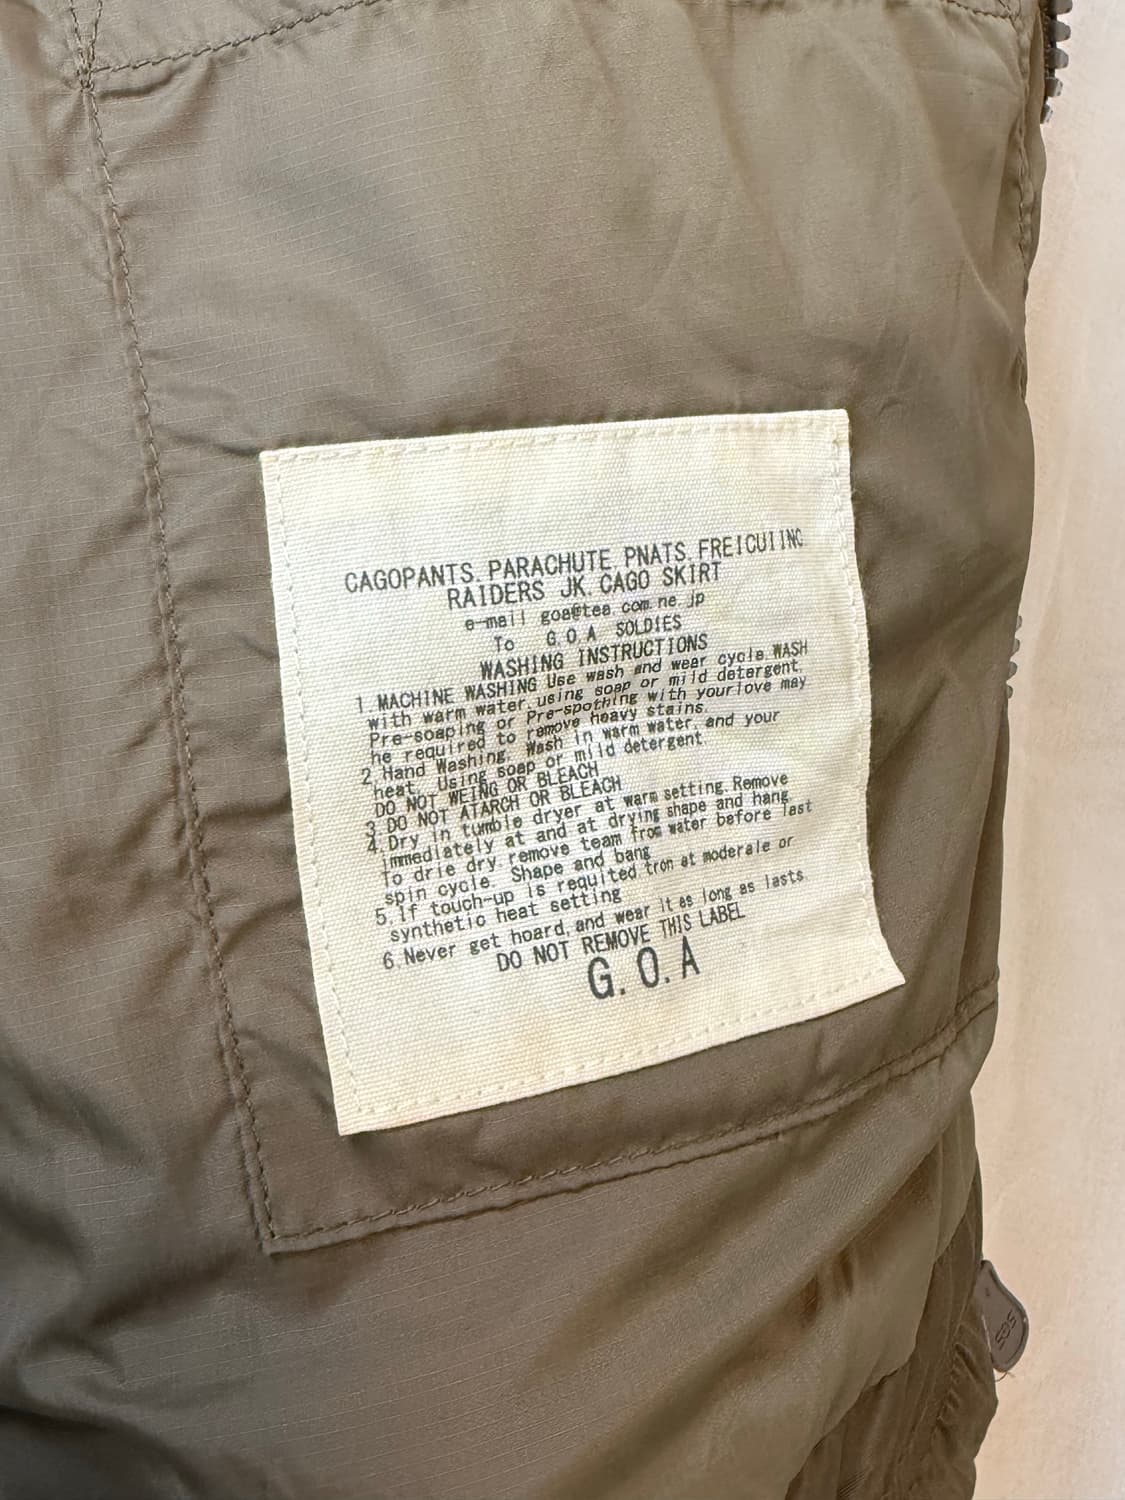 CAGOPANTS. PARACHUTE PNATS. FREICUIINC
RAIDERS JK. CAGO SKIRT
e-mail goa@tea.com.ne.jp
To G.O.A SOLDIES
WASHING INSTRUCTIONS
1. MACHINE WASHING Use wash and wear cycle.WASH
with warm water, using soap or mild detergent.
Pre-soaping or Pre-spothing with yourlove may
he required to remove heavy stains.
2. Hand Washing. Wash in warm water, and your
heat. Using soap or mild detergent.
DO NOT WEING OR BLEACH
3. DO NOT ATARCH OR BLEACH
4. Dry in tumble dryer at warm setting.Remove
immediately at and at drying shape and hang
To drie dry, remove team from water before last
spin cycle. Shape and bang
5. If touch-up is requited tron at moderale or
synthetic heat setting
6. Never get hoard, and wear it as long as lasts
DO NOT REMOVE THIS LABEL
G.O.A